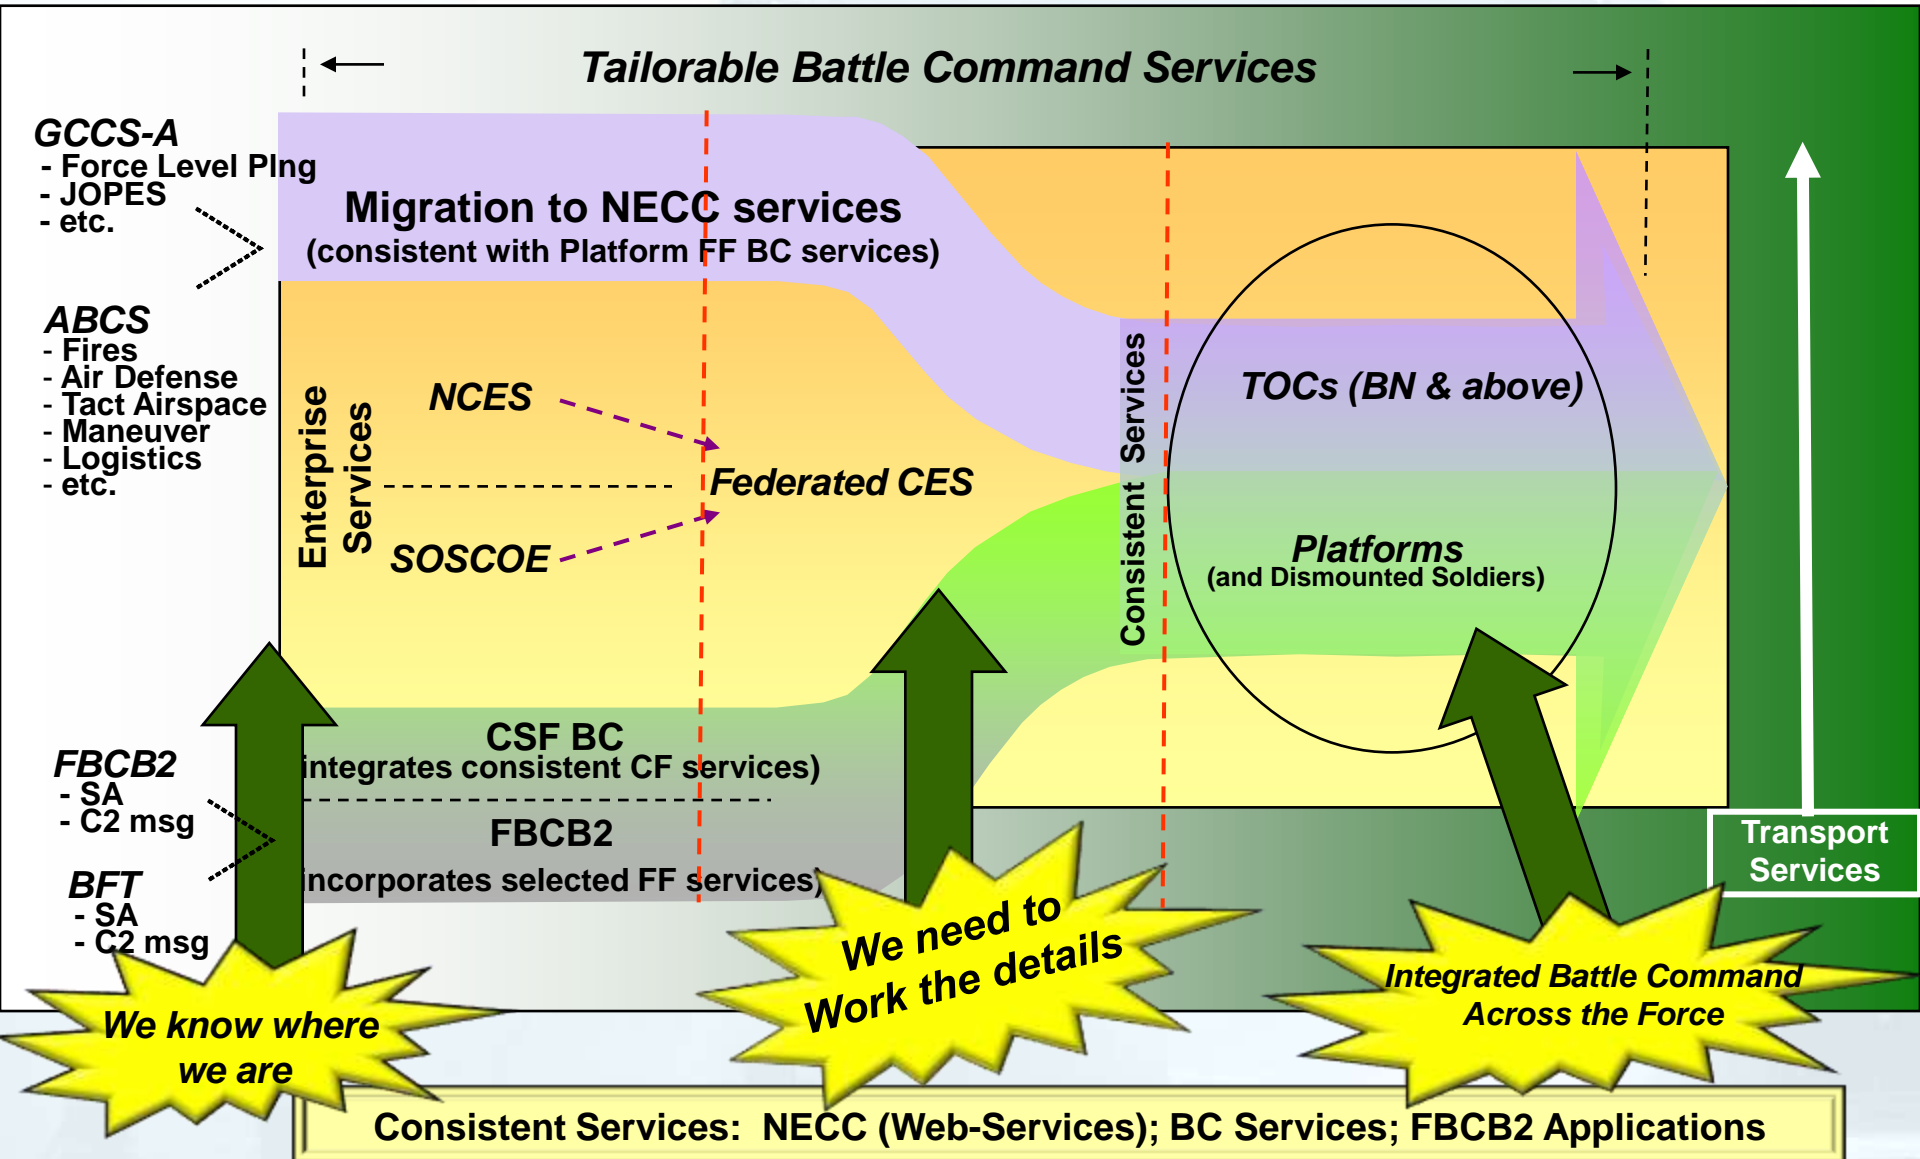 Tailorable Battle Command Services
GCCS-A
- Force Level Plng
- JOPES
- etc.
Migration to NECC services
(consistent with Platform FF BC services)
ABCS
- Fires
- Air Defense
- Tact Airspace
- Maneuver
- Logistics
- etc.
Enterprise
Services
NCES
Federated CES
SOSCOE
Consistent Services
TOCs (BN & above)
Platforms
(and Dismounted Soldiers)
CSF BC
integrates consistent CF services)
FBCB2
incorporates selected FF services)
FBCB2
- SA
- C2 msg
BFT
- SA
- C2 msg
Transport
Services
We know where
we are
We need to
Work the details
Integrated Battle Command
Across the Force
Consistent Services: NECC (Web-Services); BC Services; FBCB2 Applications